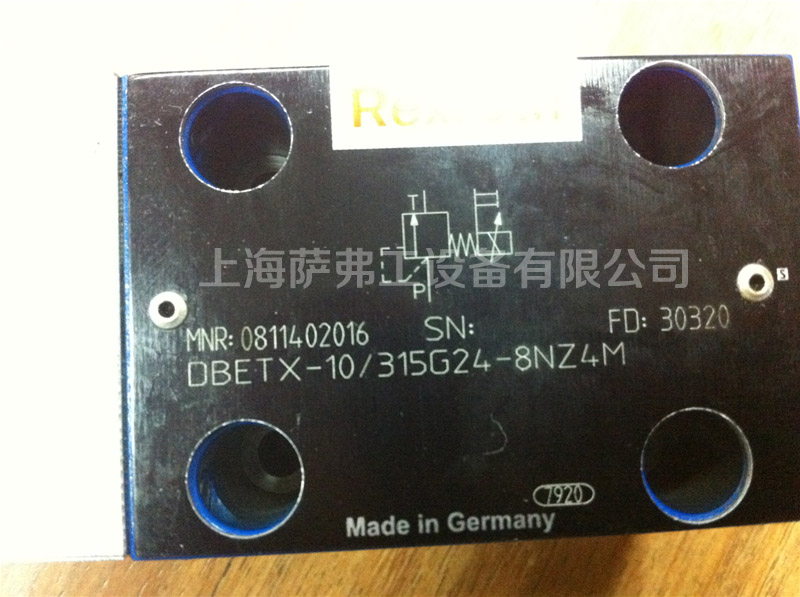 Rexroth
T
上海萨弗工设备有限公司
S
P
MNR: 0811402016 SN: FD: 30320
DBETX-10/315G24-8NZ4M
7920
Made in Germany